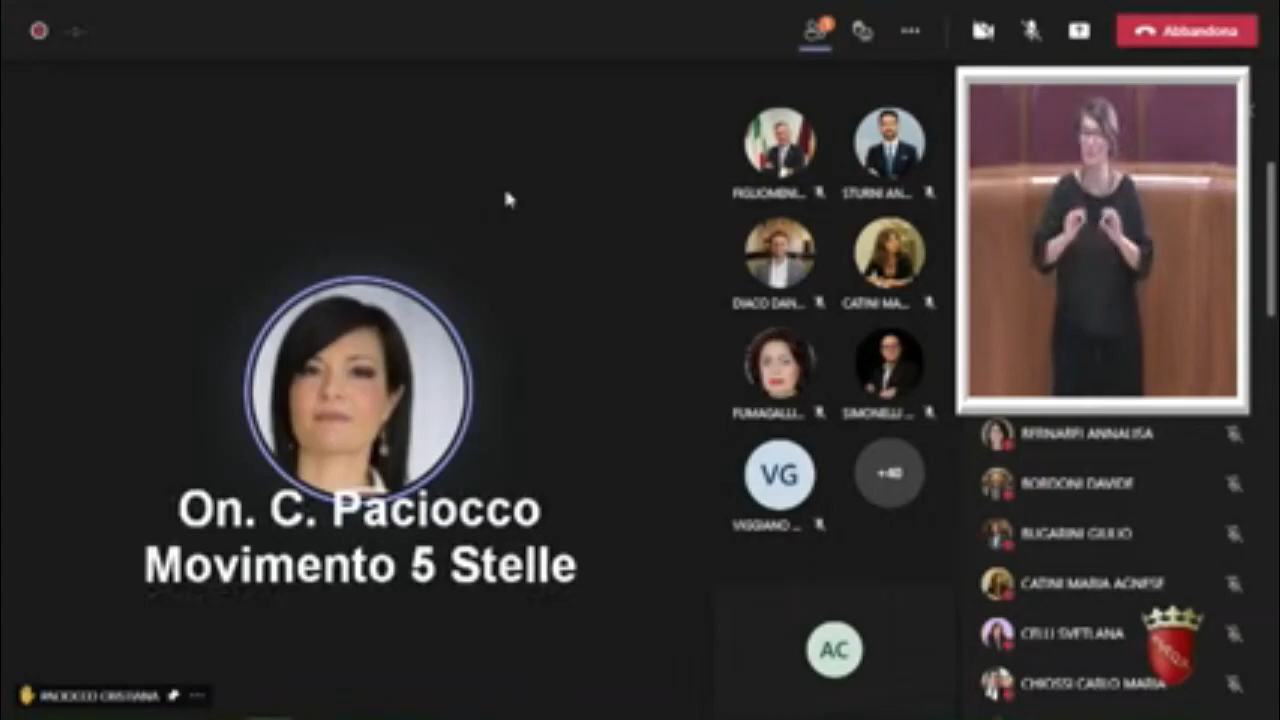 Abbandona
FIGLIOMENI...
STURNI AN...
DIACO DAN...
CATINI MA...
FUMAGALLI...
SIMONELLI ...
VG
+40
VIGGIANO ...
AC
On. C. Paciocco
Movimento 5 Stelle
PACIOCCO CRISTIANA
BERNABEI ANNALISA
BORDONI DAVIDE
BUGARINI GIULIO
CATINI MARIA AGNESE
CELLI SVETLANA
CHIOSSI CARLO MARIA
SPQR